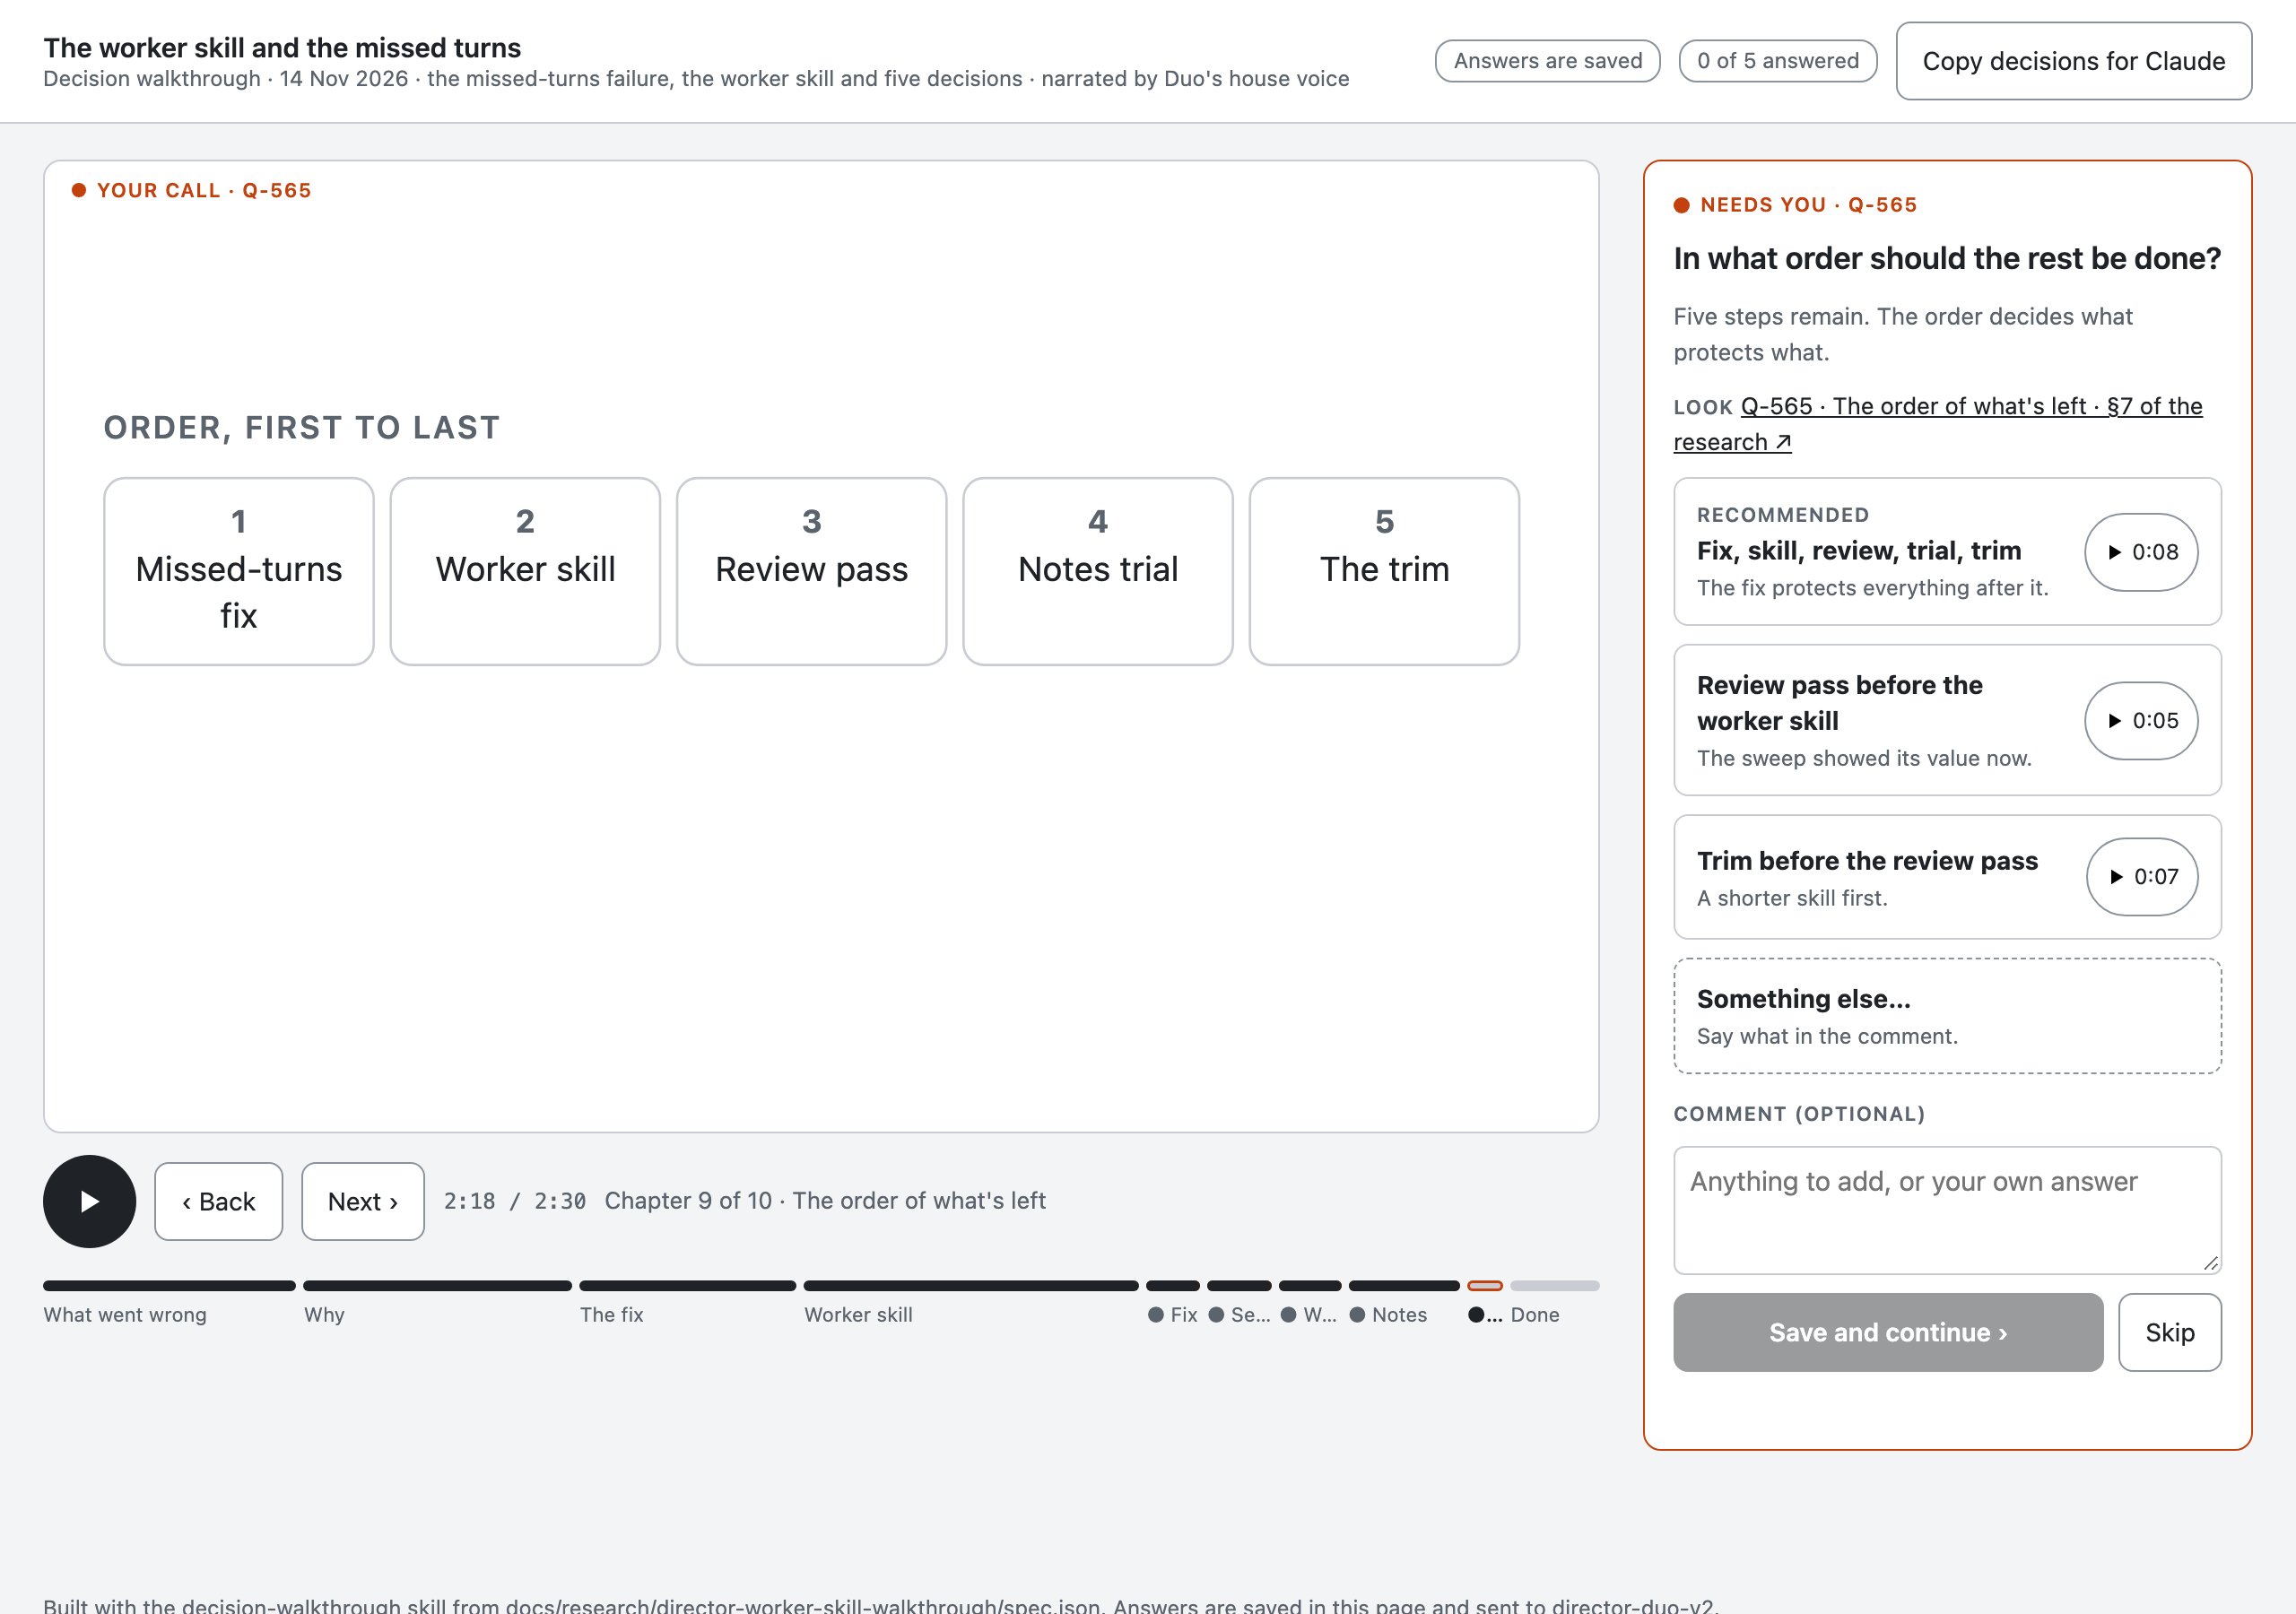 The worker skill and the missed turns
Decision walkthrough · 14 Nov 2026 · the missed-turns failure, the worker skill and five decisions · narrated by Duo's house voice
Answers are saved
0 of 5 answered
Copy decisions for Claude
YOUR CALL · Q-565
ORDER, FIRST TO LAST
1
Missed-turns
fix
2
Worker skill
3
Review pass
4
Notes trial
5
The trim
‹ Back
Next ›
2:18 / 2:30
Chapter 9 of 10 · The order of what's left
What went wrong
Why
The fix
Worker skill
Fix
Se...
W...
Notes
...
Done
NEEDS YOU · Q-565
In what order should the rest be done?
Five steps remain. The order decides what
protects what.
LOOK Q-565 · The order of what's left · §7 of the
research ↗
RECOMMENDED
Fix, skill, review, trial, trim
The fix protects everything after it.
0:08
Review pass before the
worker skill
The sweep showed its value now.
0:05
Trim before the review pass
A shorter skill first.
0:07
Something else...
Say what in the comment.
COMMENT (OPTIONAL)
Anything to add, or your own answer
Save and continue ›
Skip
Built with the decision-walkthrough skill from docs/research/director-worker-skill-walkthrough/spec.json. Answers are saved in this page and sent to director-duo-v2.